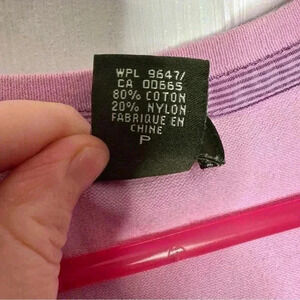 WPL 9647/
CA 00665
80% COTON
20% NYLON
FABRIQUE EN
CHINE
P